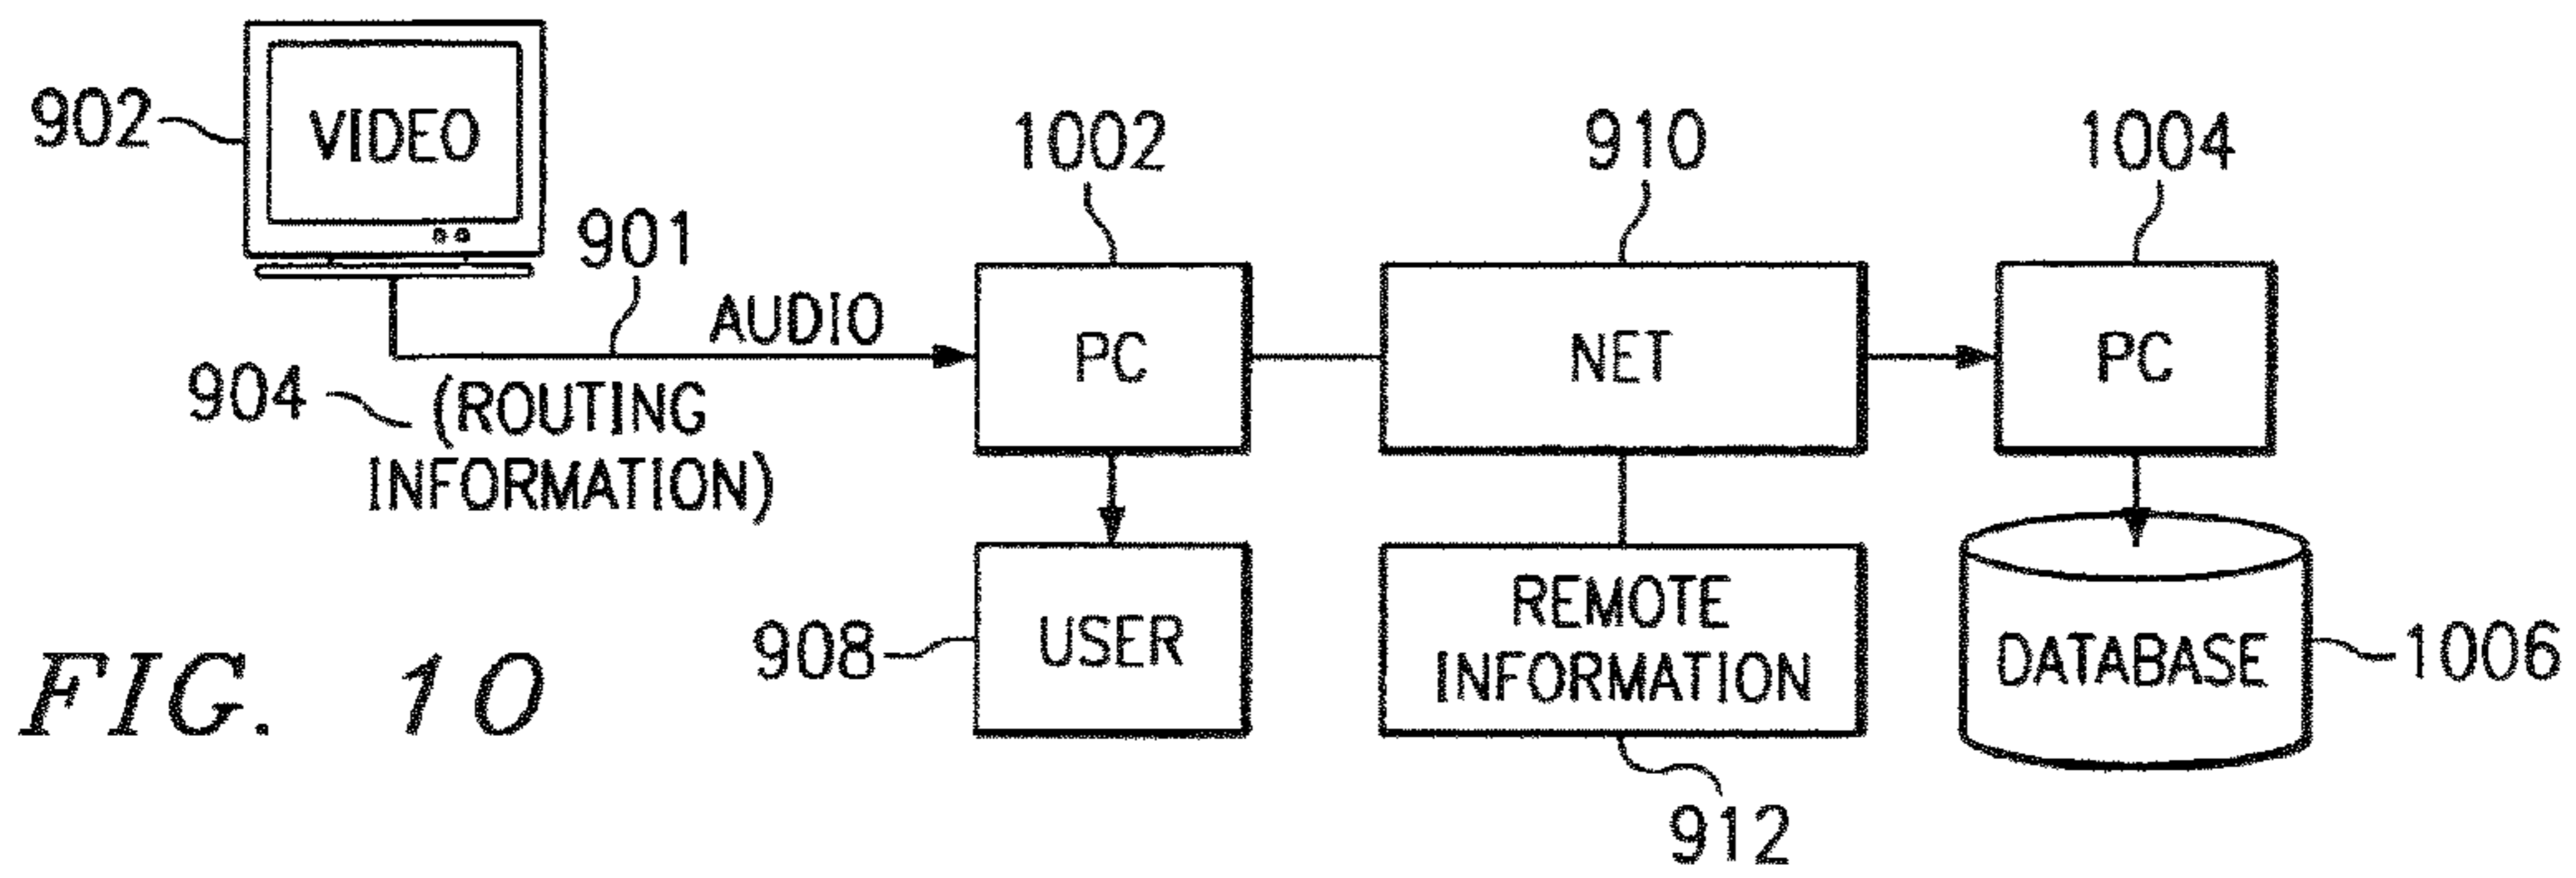 902
VIDEO
901
AUDIO
904
(ROUTING
INFORMATION)
1002
PC
910
NET
1004
PC
908
USER
REMOTE
INFORMATION
912
DATABASE
1006
FIG. 10